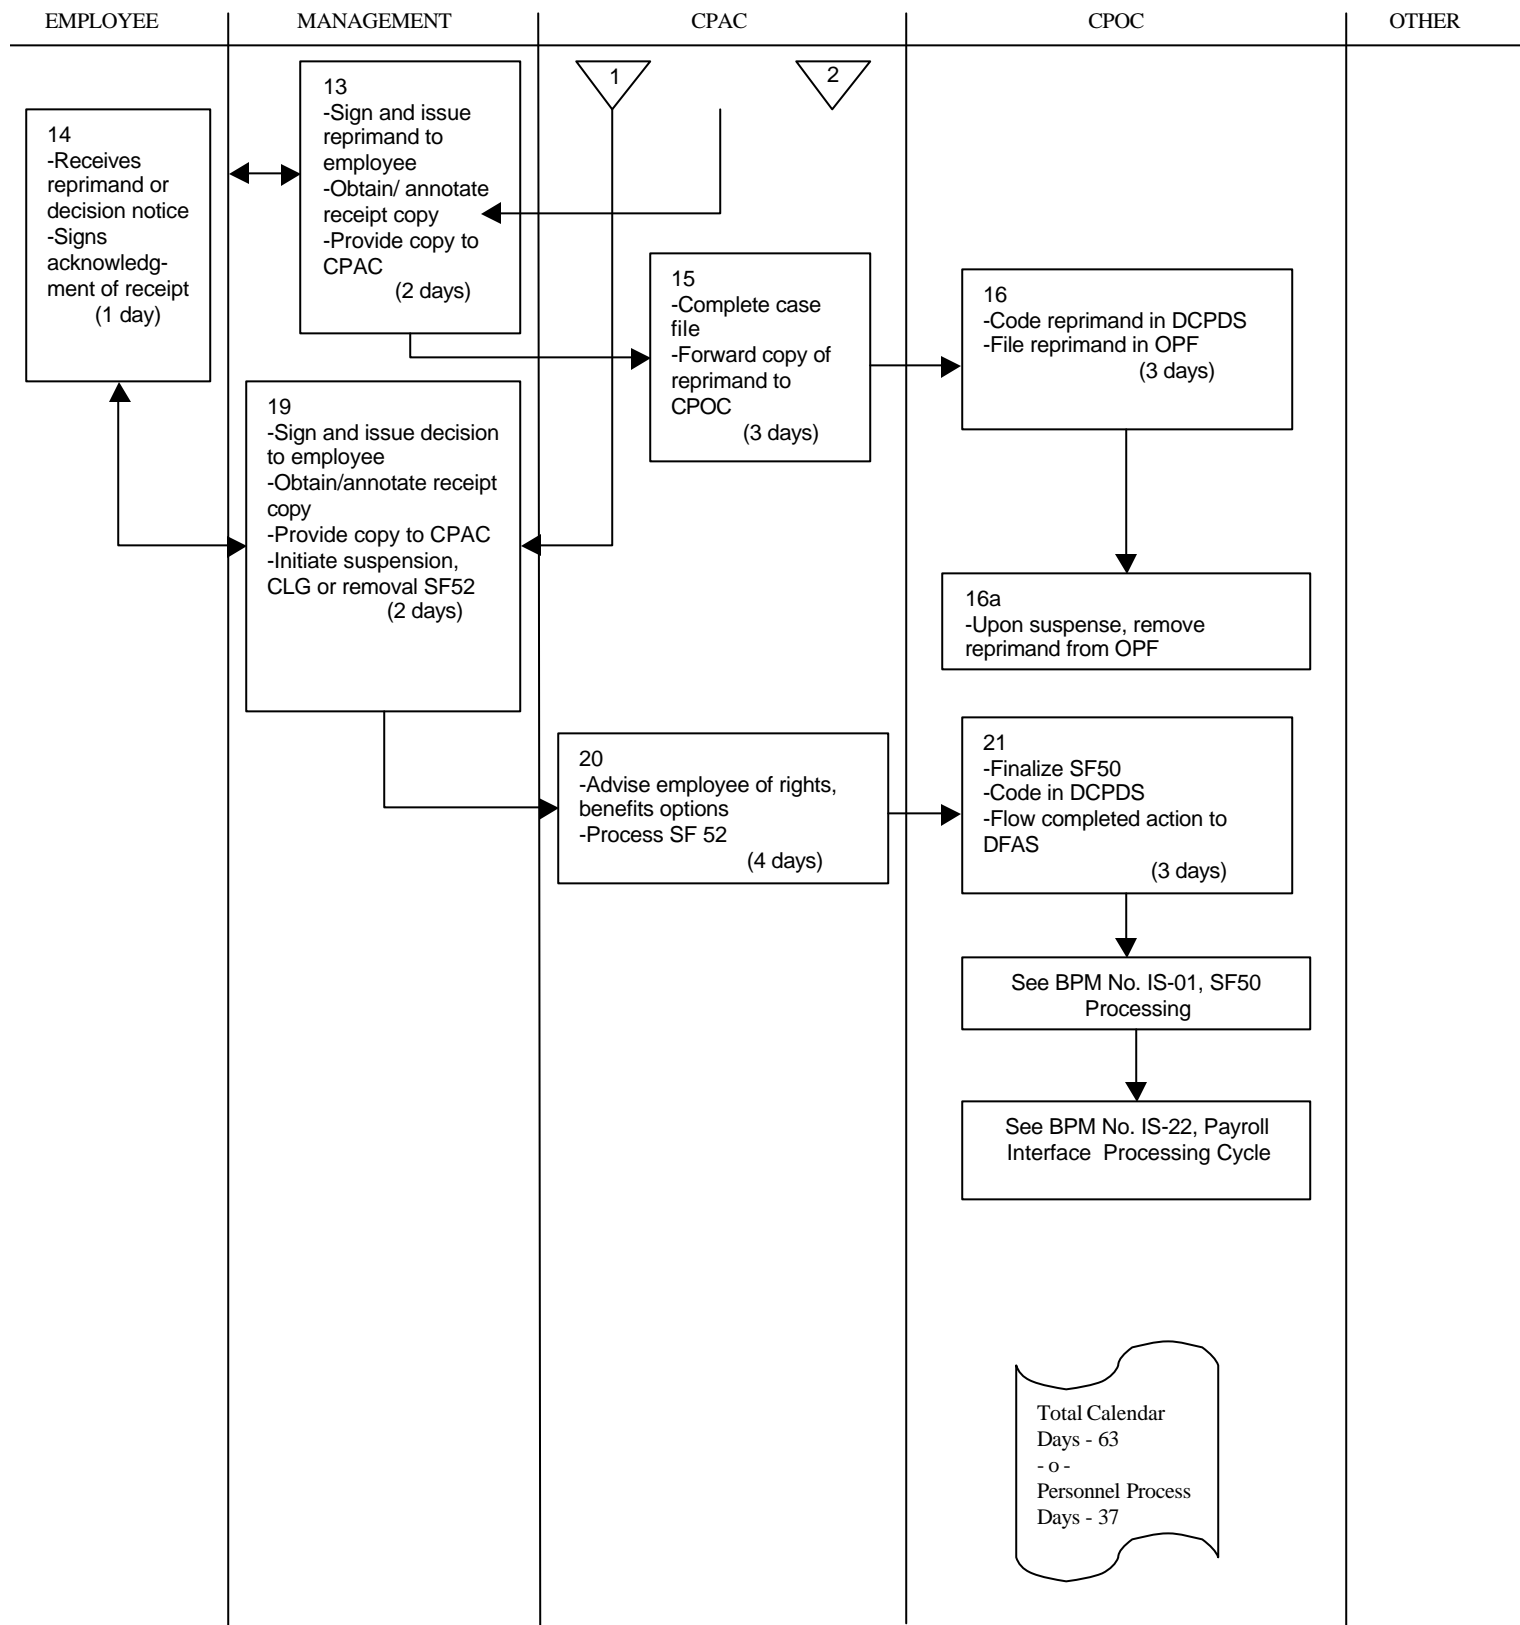 EMPLOYEE
MANAGEMENT
CPAC
CPOC
OTHER
1
2
13
-Sign and issue
reprimand to
employee
-Obtain/ annotate
receipt copy
-Provide copy to
CPAC
(2 days)
14
-Receives
reprimand or
decision notice
-Signs
acknowledg-
ment of receipt
(1 day)
15
-Complete case
file
-Forward copy of
reprimand to
CPOC
(3 days)
16
-Code reprimand in DCPDS
-File reprimand in OPF
(3 days)
19
-Sign and issue decision
to employee
-Obtain/annotate receipt
copy
-Provide copy to CPAC
-Initiate suspension,
CLG or removal SF52
(2 days)
16a
-Upon suspense, remove
reprimand from OPF
20
-Advise employee of rights,
benefits options
-Process SF 52
(4 days)
21
-Finalize SF50
-Code in DCPDS
-Flow completed action to
DFAS
(3 days)
See BPM No. IS-01, SF50
Processing
See BPM No. IS-22, Payroll
Interface  Processing Cycle
Total Calendar
Days - 63
- o -
Personnel Process
Days - 37